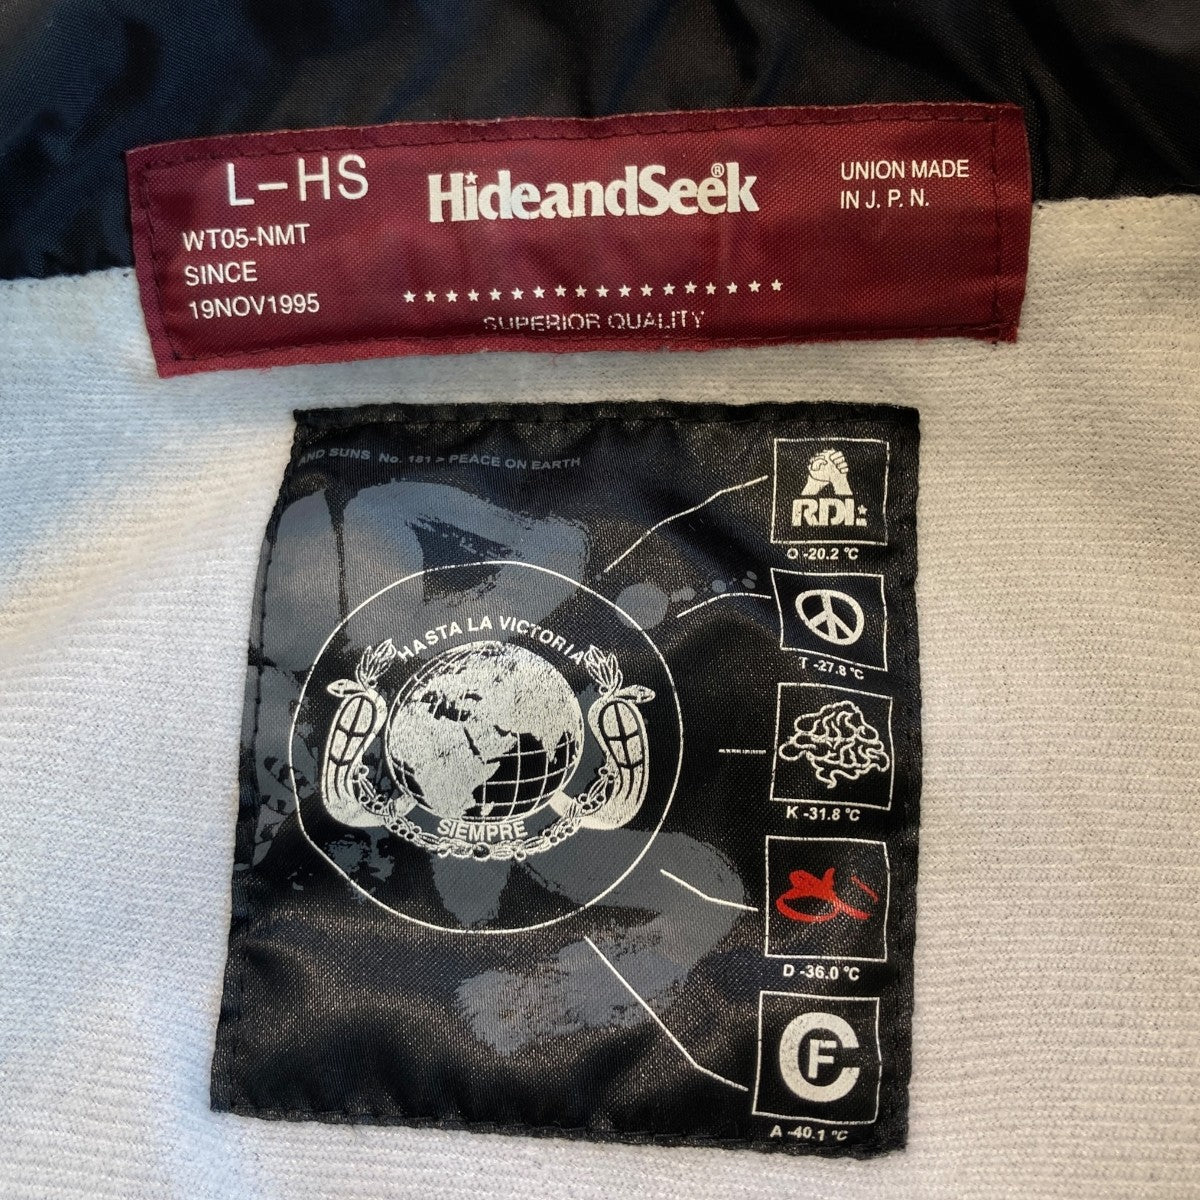 L-HS
WT05-NMT
SINCE
19NOV1995
HideandSeek®
SUPERIOR QUALITY
UNION MADE
IN J. P. N.
AND SUNS No. 181 > PEACE ON EARTH
HASTA LA VICTORIA
SIEMPRE
RDI
O -20.2 °C
T -27.8 °C
K -31.8 °C
D -36.0 °C
CF
A -40.1 °C